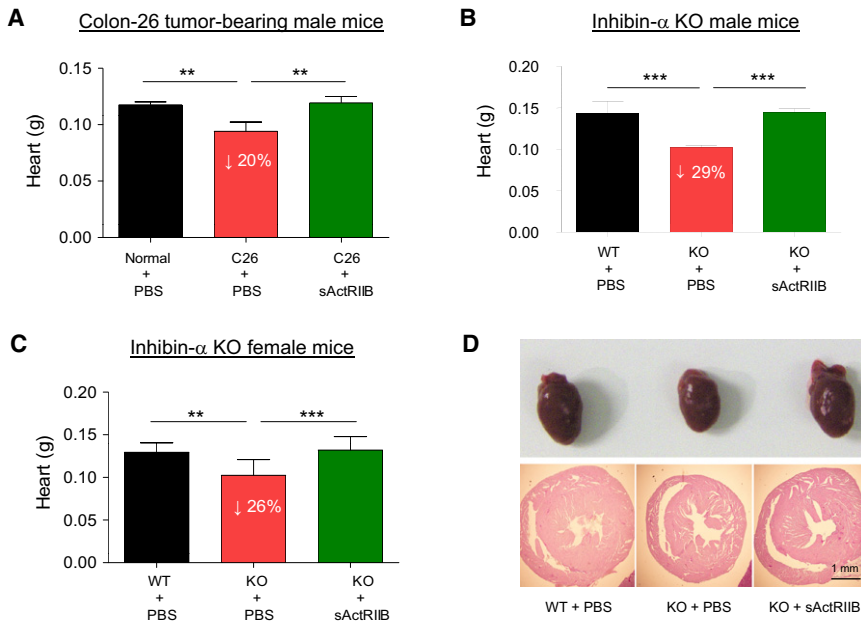 A
Colon-26 tumor-bearing male mice
** **
0.15
0.10
0.05
0.00
Heart (g)
↓ 20%
Normal C26 C26
+ + +
PBS PBS sActRIIB
B
Inhibin-α KO male mice
*** ***
0.20
0.15
0.10
0.05
0.00
Heart (g)
↓ 29%
WT KO KO
+ + +
PBS PBS sActRIIB
C
Inhibin-α KO female mice
** ***
0.20
0.15
0.10
0.05
0.00
Heart (g)
↓ 26%
WT KO KO
+ + +
PBS PBS sActRIIB
D
1 mm
WT + PBS KO + PBS KO + sActRIIB